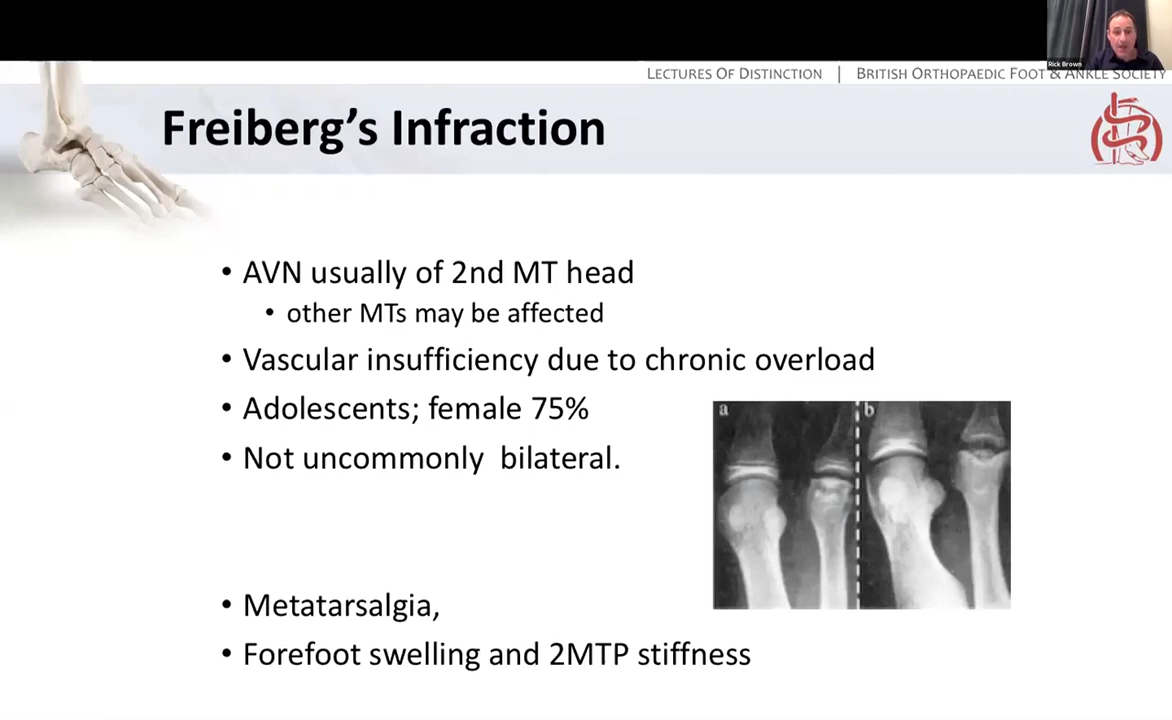 Rick Brown
LECTURES OF DISTINCTION | BRITISH ORTHOPAEDIC FOOT & ANKLE SOCIETY
Freiberg's Infraction
• AVN usually of 2nd MT head
• other MTs may be affected
• Vascular insufficiency due to chronic overload
• Adolescents; female 75%
• Not uncommonly bilateral.
a b
• Metatarsalgia,
• Forefoot swelling and 2MTP stiffness